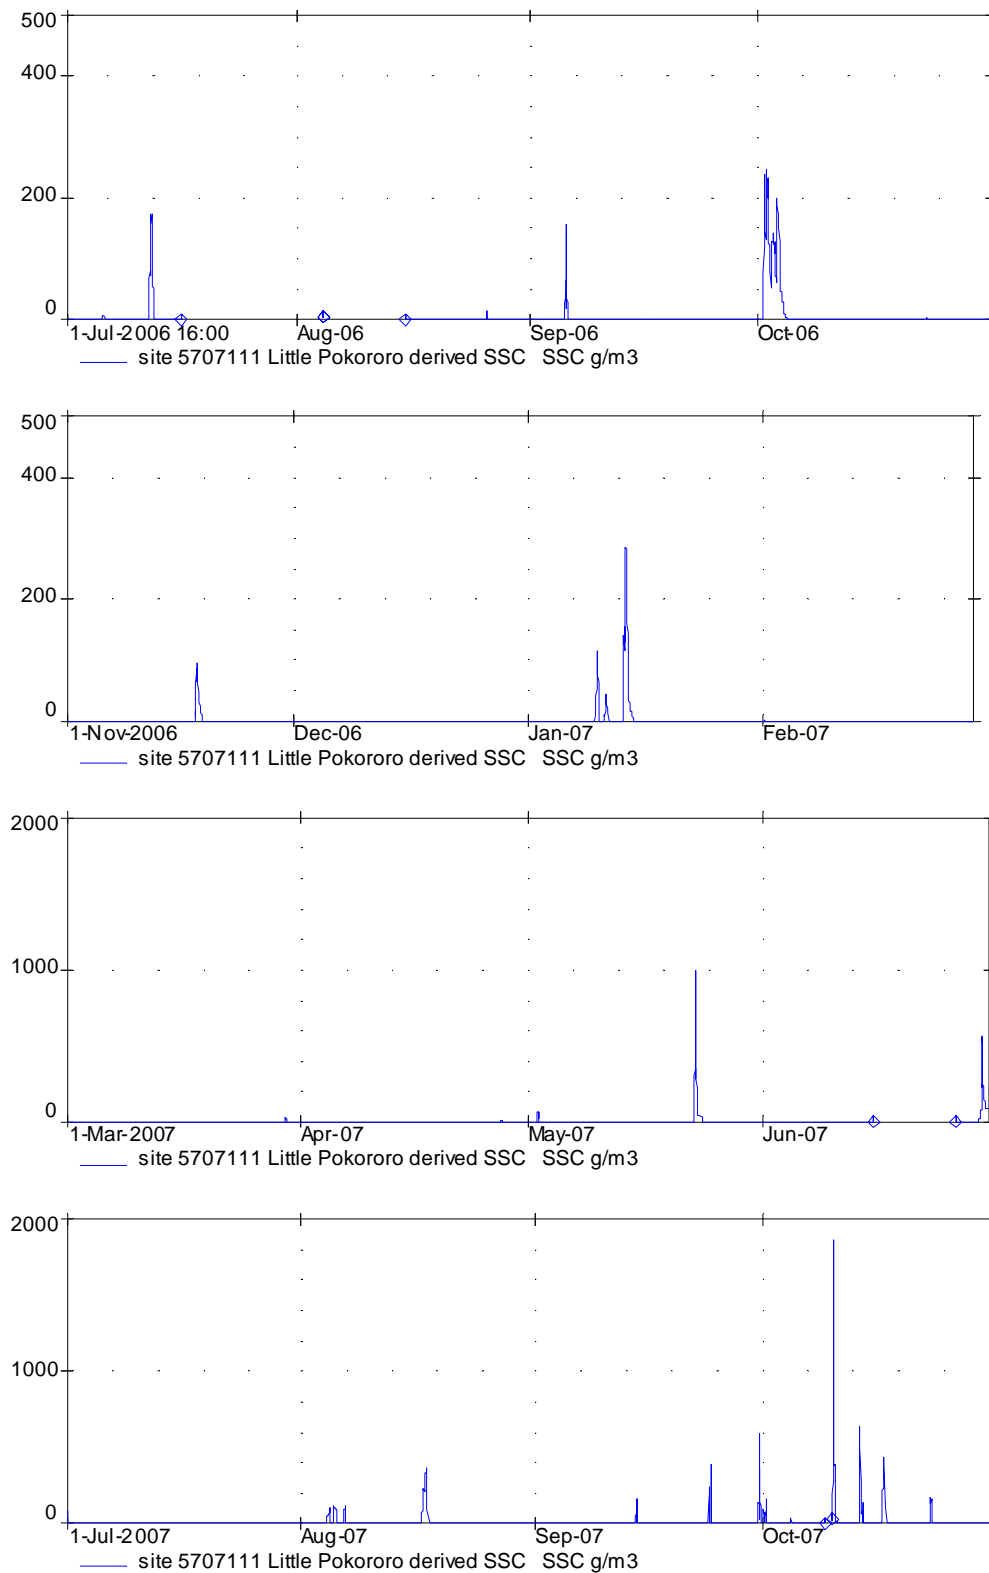 500
400
200
0
1-Jul-2006 16:00 Aug-06 Sep-06 Oct-06
site 5707111 Little Pokororo derived SSC SSC g/m3
500
400
200
0
1-Nov-2006 Dec-06 Jan-07 Feb-07
site 5707111 Little Pokororo derived SSC SSC g/m3
2000
1000
0
1-Mar-2007 Apr-07 May-07 Jun-07
site 5707111 Little Pokororo derived SSC SSC g/m3
2000
1000
0
1-Jul-2007 Aug-07 Sep-07 Oct-07
site 5707111 Little Pokororo derived SSC SSC g/m3